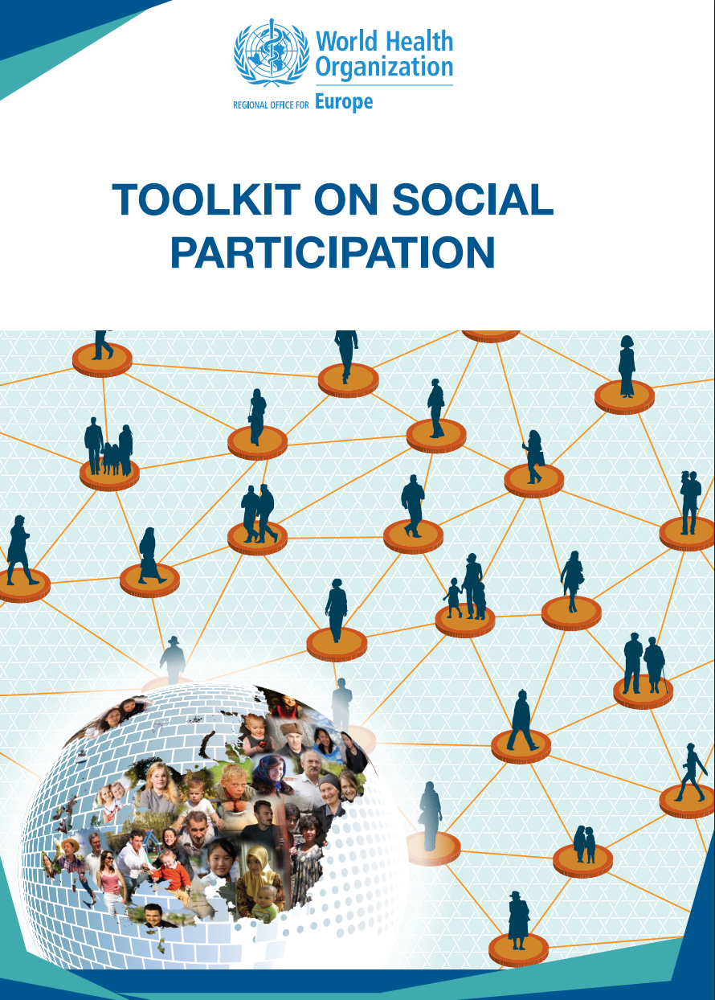 World Health
Organization
REGIONAL OFFICE FOR Europe
TOOLKIT ON SOCIAL
PARTICIPATION